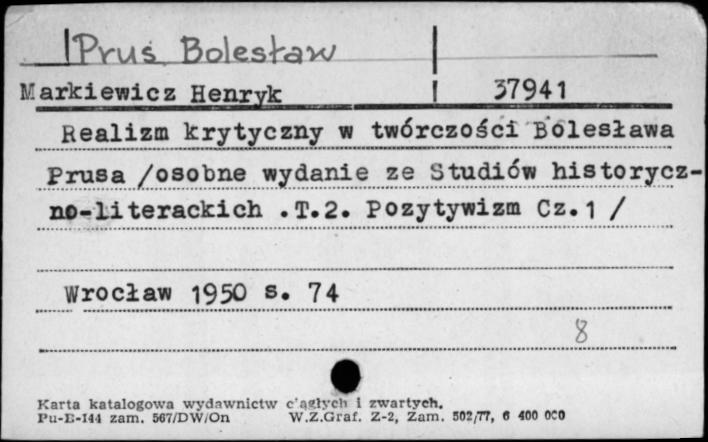 Prus Bolesław
Markiewicz Henryk 37941
Realizm krytyczny w twórczości Bolesława
Prusa /osobne wydanie ze Studiów historycz-
no-literackich .T.2. Pozytywizm Cz.1 /
Wrocław 1950 s. 74
8
Karta katalogowa wydawnictw c'ągłych i zwartych.
Pu-E-144 zam. 567/DW/On W.Z.Graf. Z-2, Zam. 502/77, 6 400 000